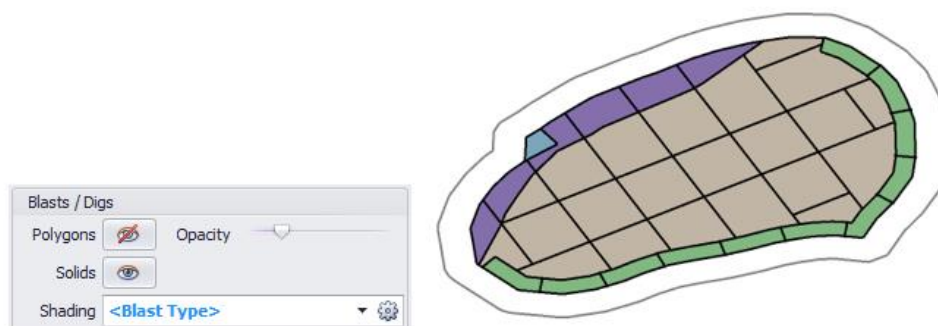 Blasts / Digs
Polygons Opacity
Solids
Shading <Blast Type>